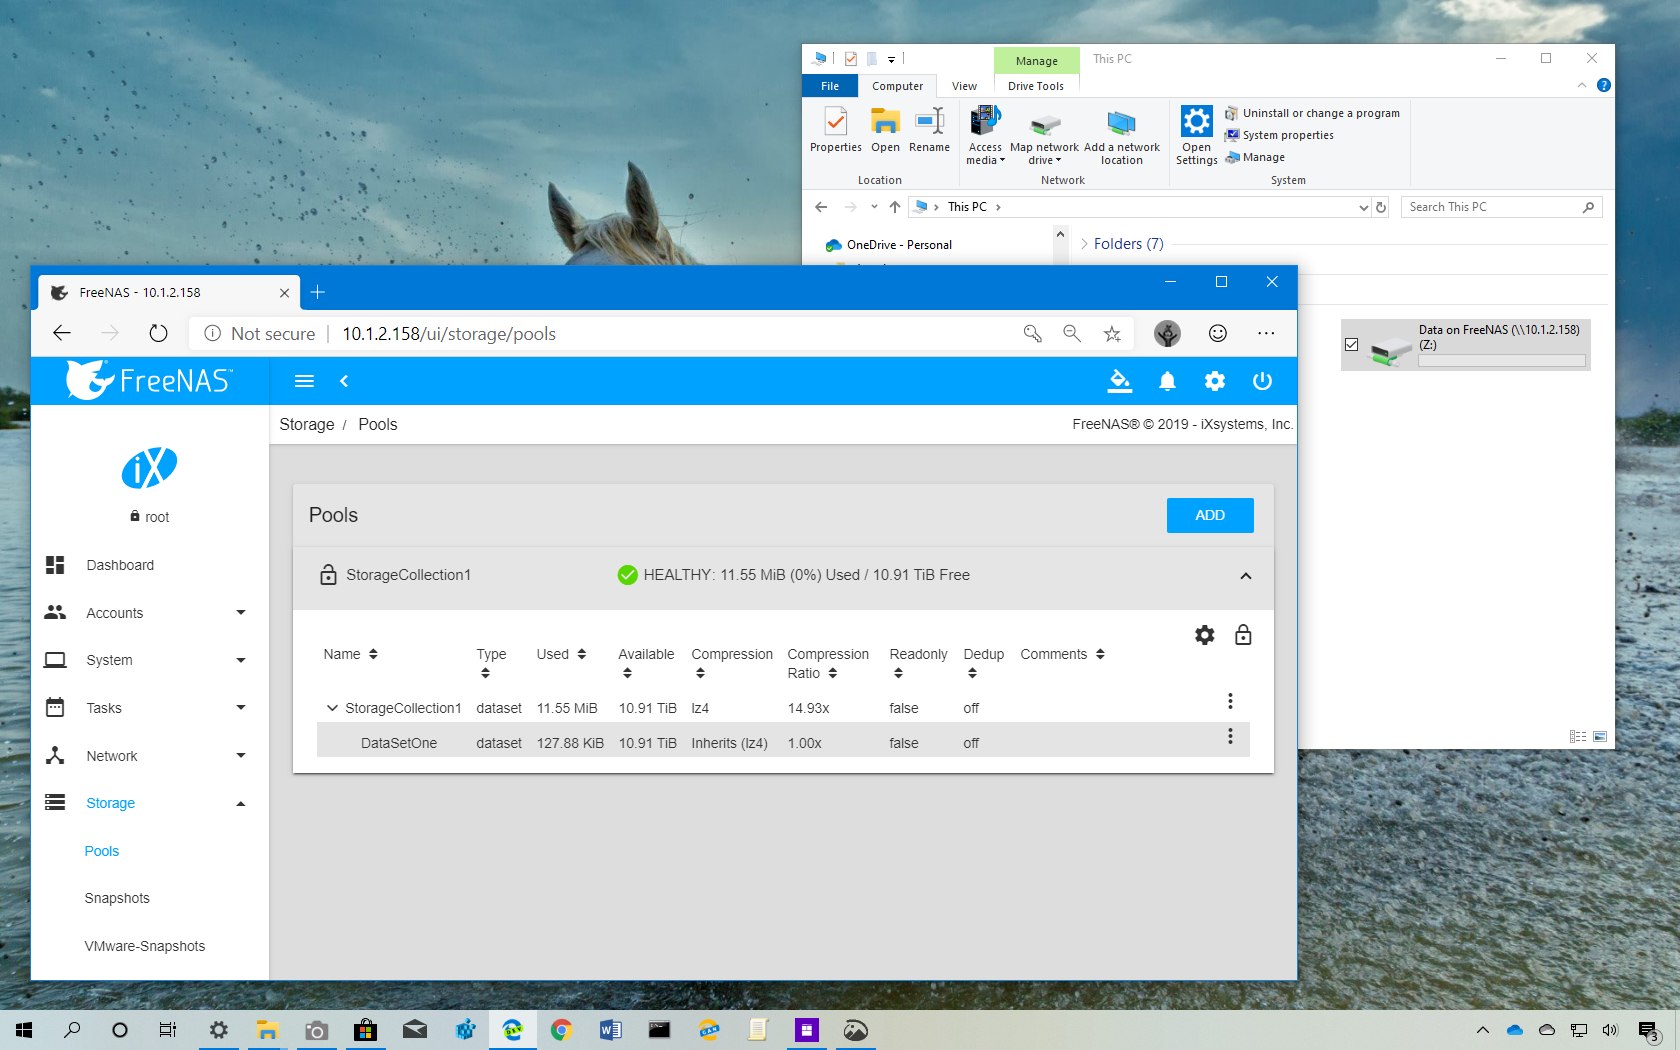 Manage
This PC
File
Computer
View
Drive Tools
Properties
Open
Rename
Access media
Map network drive
Add a network location
Open Settings
Uninstall or change a program
System properties
Manage
Location
Network
System
This PC
Search This PC
OneDrive - Personal
Folders (7)
Data on FreeNAS (\\10.1.2.158)
(Z:)
FreeNAS - 10.1.2.158
Not secure
10.1.2.158/ui/storage/pools
FreeNAS™
Storage / Pools
FreeNAS® © 2019 - iXsystems, Inc.
iX
root
Dashboard
Accounts
System
Tasks
Network
Storage
Pools
Snapshots
VMware-Snapshots
Pools
ADD
StorageCollection1
HEALTHY: 11.55 MiB (0%) Used / 10.91 TiB Free
Name Type Used Available Compression Compression Ratio Readonly Dedup Comments
StorageCollection1 dataset 11.55 MiB 10.91 TiB lz4 14.93x false off
DataSetOne dataset 127.88 KiB 10.91 TiB Inherits (lz4) 1.00x false off
DEV
CAN
3